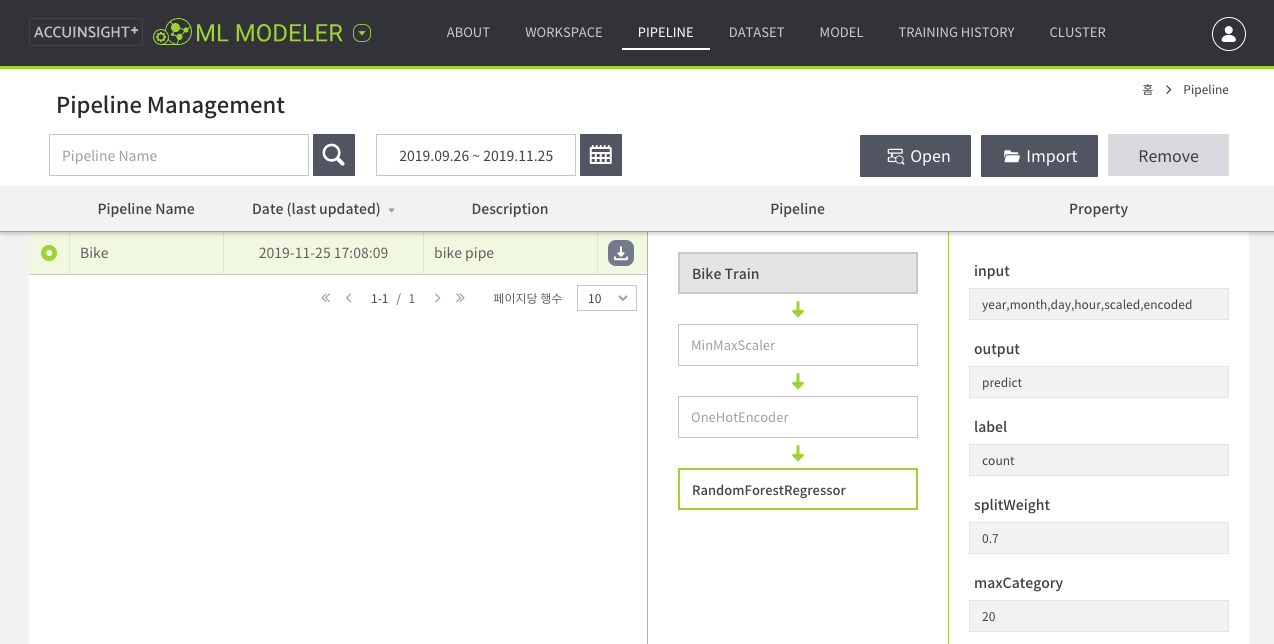 ACCUINSIGHT+ ML MODELER ABOUT WORKSPACE PIPELINE DATASET MODEL TRAINING HISTORY CLUSTER
홈 > Pipeline
Pipeline Management
Pipeline Name 2019.09.26 ~ 2019.11.25 Open Import Remove
Pipeline Name Date (last updated) Description Pipeline Property
Bike 2019-11-25 17:08:09 bike pipe
1-1 / 1 페이지당 행수 10
Bike Train
MinMaxScaler
OneHotEncoder
RandomForestRegressor
input
year,month,day,hour,scaled,encoded
output
predict
label
count
splitWeight
0.7
maxCategory
20